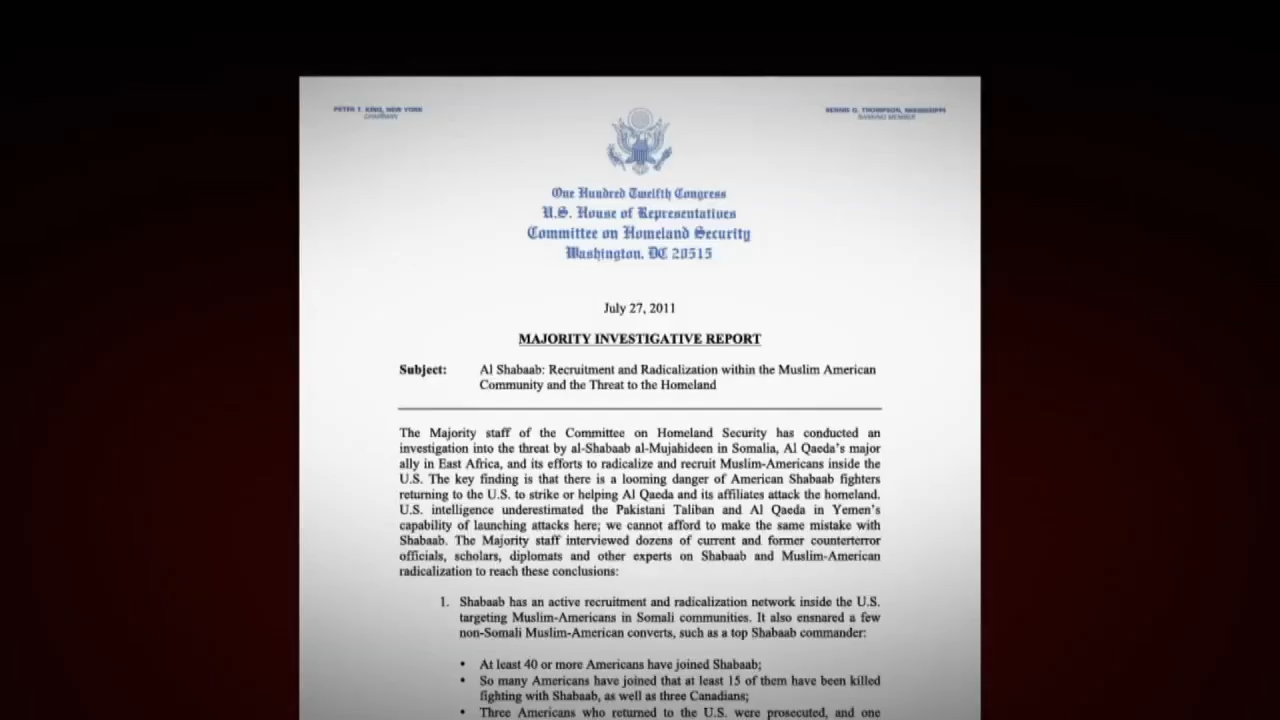 PETER T. KING, NEW YORK
CHAIRMAN
BENNIE G. THOMPSON, MISSISSIPPI
RANKING MEMBER
One Hundred Twelfth Congress
U.S. House of Representatives
Committee on Homeland Security
Washington, DC 20515
July 27, 2011
MAJORITY INVESTIGATIVE REPORT
Subject: Al Shabaab: Recruitment and Radicalization within the Muslim American
Community and the Threat to the Homeland
The Majority staff of the Committee on Homeland Security has conducted an
investigation into the threat by al-Shabaab al-Mujahideen in Somalia, Al Qaeda's major
ally in East Africa, and its efforts to radicalize and recruit Muslim-Americans inside the
U.S. The key finding is that there is a looming danger of American Shabaab fighters
returning to the U.S. to strike or helping Al Qaeda and its affiliates attack the homeland.
U.S. intelligence underestimated the Pakistani Taliban and Al Qaeda in Yemen's
capability of launching attacks here; we cannot afford to make the same mistake with
Shabaab. The Majority staff interviewed dozens of current and former counterterror
officials, scholars, diplomats and other experts on Shabaab and Muslim-American
radicalization to reach these conclusions:
1. Shabaab has an active recruitment and radicalization network inside the U.S.
targeting Muslim-Americans in Somali communities. It also ensnared a few
non-Somali Muslim-American converts, such as a top Shabaab commander:
• At least 40 or more Americans have joined Shabaab;
• So many Americans have joined that at least 15 of them have been killed
fighting with Shabaab, as well as three Canadians;
• Three Americans who returned to the U.S. were prosecuted, and one